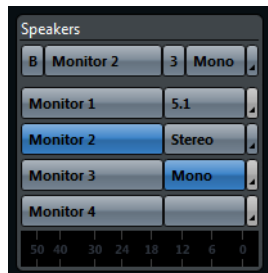 Speakers
B Monitor 2 3 Mono
Monitor 1 5.1
Monitor 2 Stereo
Monitor 3 Mono
Monitor 4
50 40 30 24 18 12 6 0